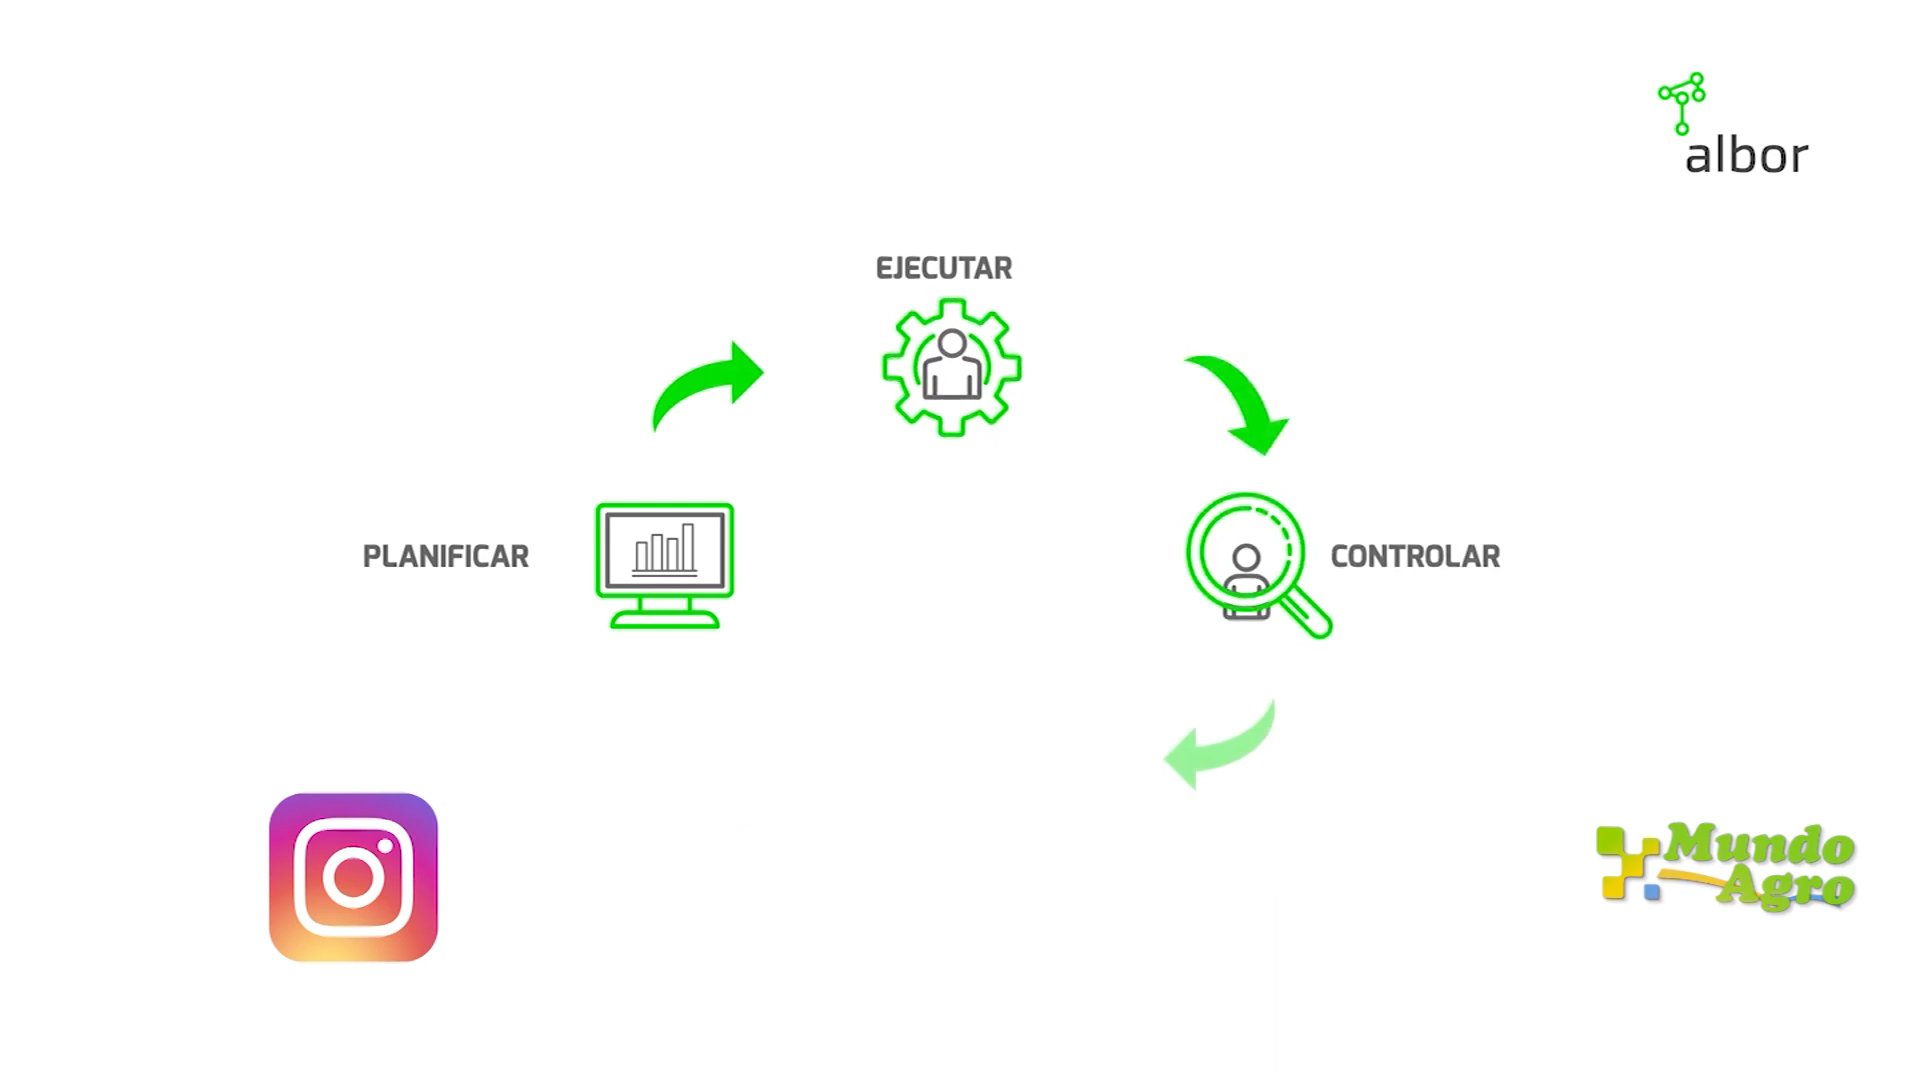 albor
EJECUTAR
PLANIFICAR
CONTROLAR
Mundo
Agro